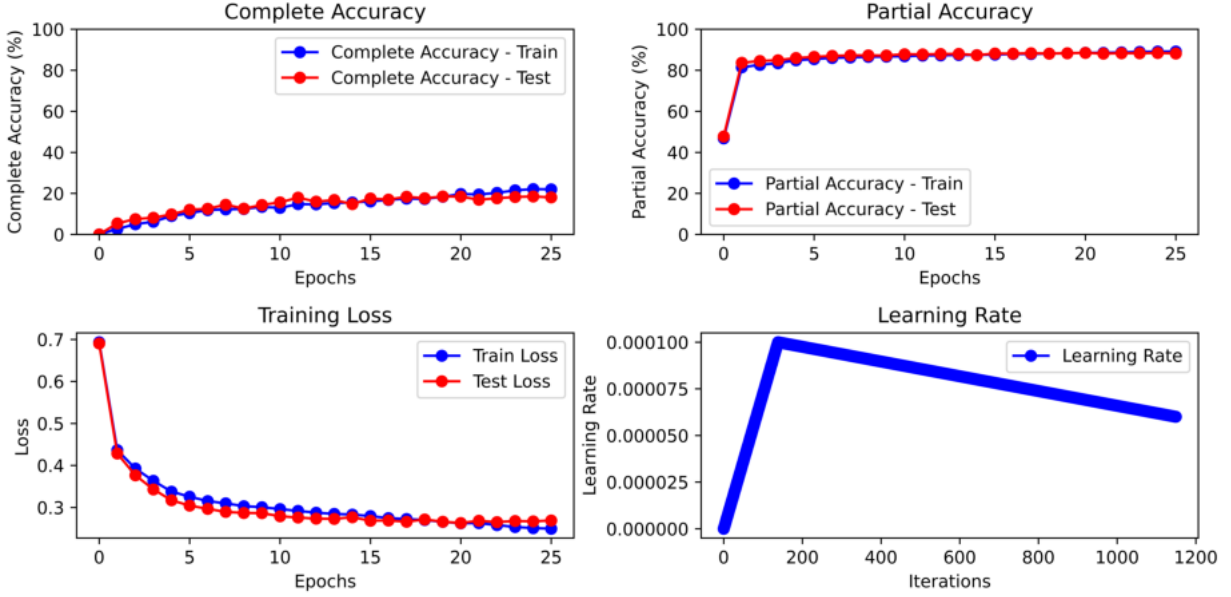 Complete Accuracy
Complete Accuracy (%)
100
80
60
40
20
0
Complete Accuracy - Train
Complete Accuracy - Test
0 5 10 15 20 25
Epochs
Partial Accuracy
Partial Accuracy (%)
100
80
60
40
20
0
Partial Accuracy - Train
Partial Accuracy - Test
0 5 10 15 20 25
Epochs
Training Loss
Loss
0.7
0.6
0.5
0.4
0.3
Train Loss
Test Loss
0 5 10 15 20 25
Epochs
Learning Rate
Learning Rate
0.000100
0.000075
0.000050
0.000025
0.000000
Learning Rate
0 200 400 600 800 1000 1200
Iterations